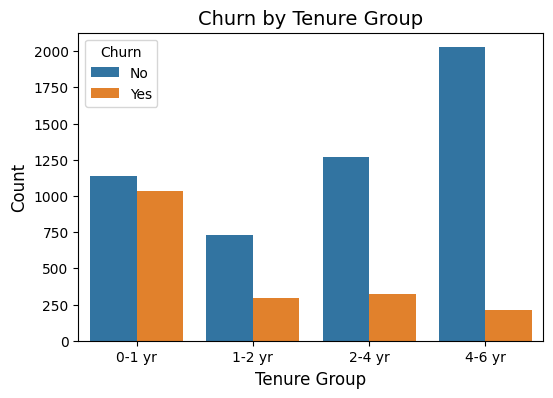 Churn by Tenure Group
Churn
No
Yes
Count
2000
1750
1500
1250
1000
750
500
250
0
0-1 yr 1-2 yr 2-4 yr 4-6 yr
Tenure Group